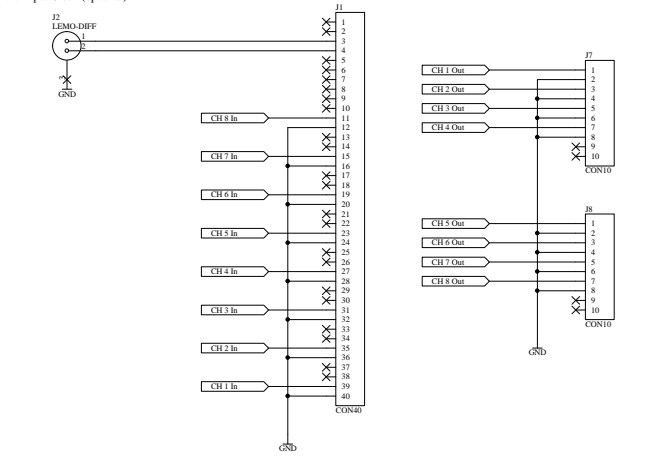 J2
LEMO-DIFF
1
2
3
GND
J1
1
2
3
4
5
6
7
8
9
10
11
12
13
14
15
16
17
18
19
20
21
22
23
24
25
26
27
28
29
30
31
32
33
34
35
36
37
38
39
40
CON40
CH 8 In
CH 7 In
CH 6 In
CH 5 In
CH 4 In
CH 3 In
CH 2 In
CH 1 In
GND
J7
CH 1 Out
CH 2 Out
CH 3 Out
CH 4 Out
1
2
3
4
5
6
7
8
9
10
CON10
J8
CH 5 Out
CH 6 Out
CH 7 Out
CH 8 Out
1
2
3
4
5
6
7
8
9
10
CON10
GND